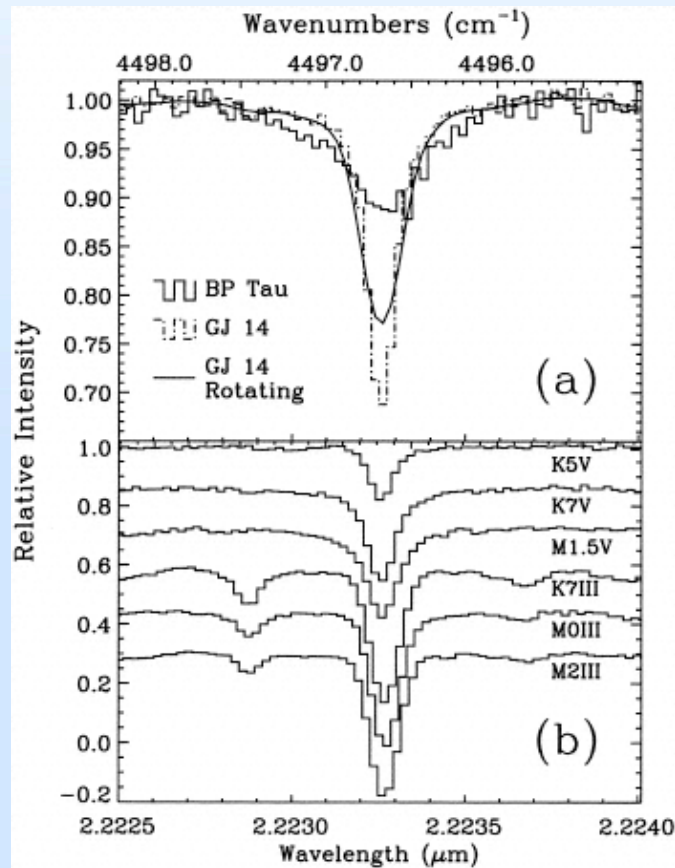 Wavenumbers (cm⁻¹)
4498.0 4497.0 4496.0
1.00
0.95
0.90
0.85
0.80
0.75
0.70
BP Tau
GJ 14
GJ 14
Rotating
(a)
Relative Intensity
1.0
0.8
0.6
0.4
0.2
0.0
-0.2
K5V
K7V
M1.5V
K7III
M0III
M2III
(b)
2.2225 2.2230 2.2235 2.2240
Wavelength (μm)